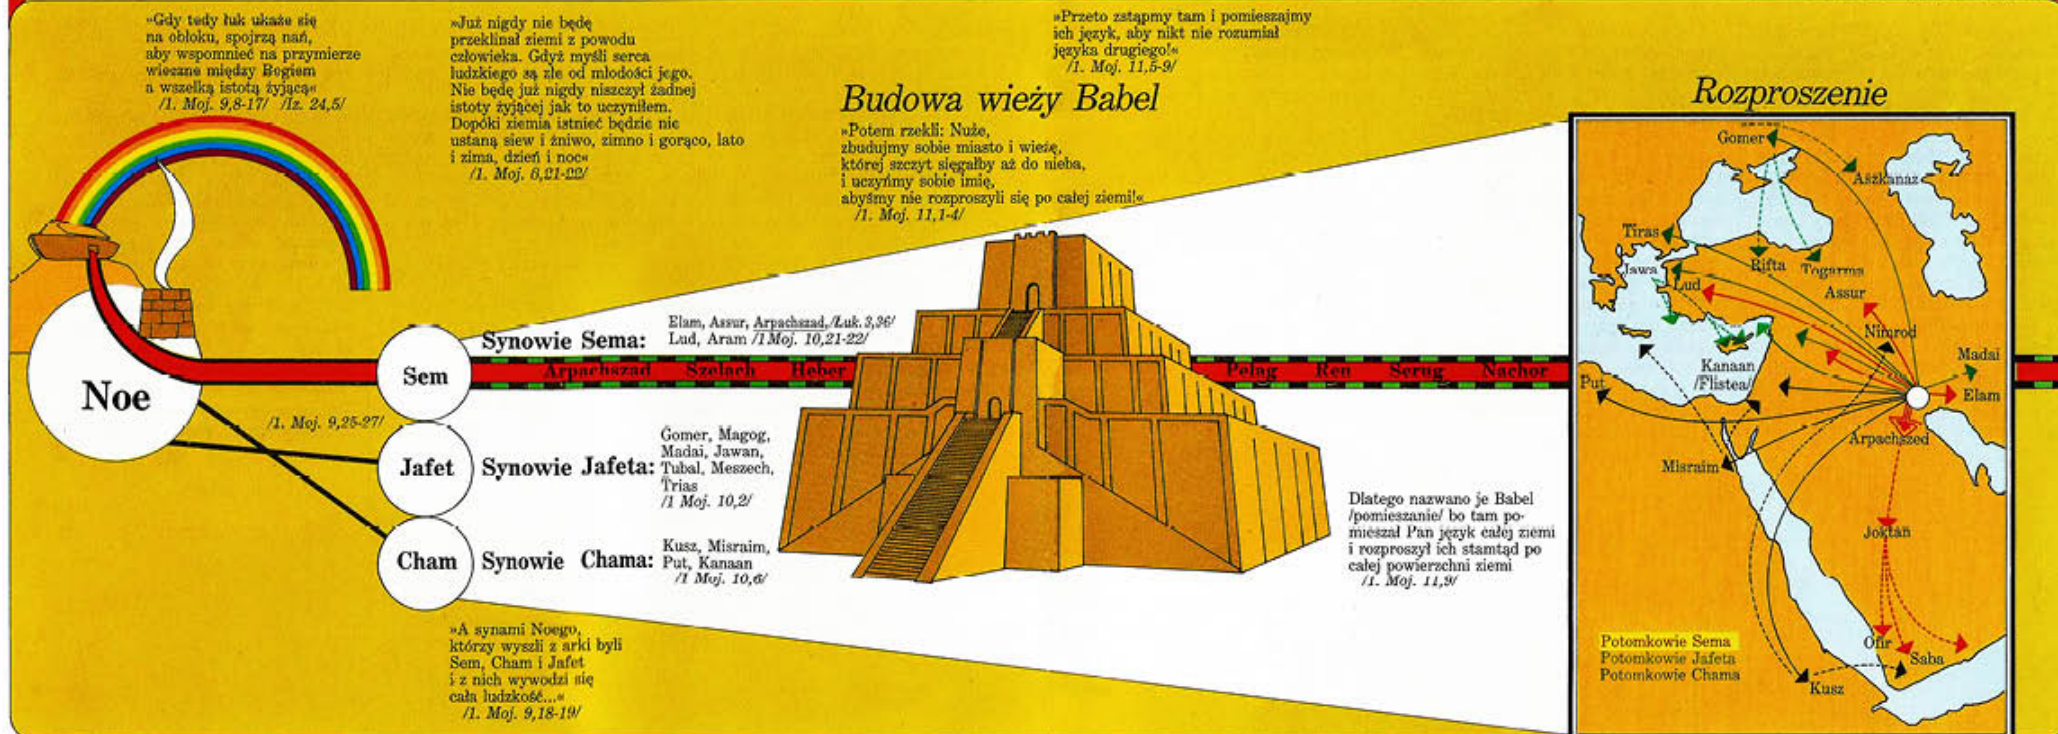 »Gdy tedy łuk ukaże się
na obłoku, spojrzą nań,
aby wspomnieć na przymierze
wieczne między Bogiem
a wszelką istotą żyjącą«
/1. Moj. 9,8-17/ /Iz. 24,5/
»Już nigdy nie będę
przeklinał ziemi z powodu
człowieka. Gdyż myśli serca
ludzkiego są złe od młodości jego.
Nie będę już nigdy niszczył żadnej
istoty żyjącej jak to uczyniłem.
Dopóki ziemia istnieć będzie nie
ustaną siew i żniwo, zimno i gorąco, lato
i zima, dzień i noc«
/1. Moj. 8,21-22/
»Przeto zstąpmy tam i pomieszajmy
ich język, aby nikt nie rozumiał
języka drugiego!«
/1. Moj. 11,5-9/
Budowa wieży Babel
»Potem rzekli: Nuże,
zbudujmy sobie miasto i wieżę,
której szczyt sięgałby aż do nieba,
i uczyńmy sobie imię,
abyśmy nie rozproszyli się po całej ziemi!«
/1. Moj. 11,1-4/
Noe
/1. Moj. 9,25-27/
Sem
Synowie Sema:
Elam, Assur, Arpachszad,/Łuk. 3,36/
Lud, Aram /1Moj. 10,21-22/
Arpachszad Szelach Heber
Peląg Reu Serug Nachor
Jafet
Synowie Jafeta:
Gomer, Magog,
Madai, Jawan,
Tubal, Meszech,
Trias
/1 Moj. 10,2/
Cham
Synowie Chama:
Kusz, Misraim,
Put, Kanaan
/1 Moj. 10,6/
»A synami Noego,
którzy wyszli z arki byli
Sem, Cham i Jafet
i z nich wywodzi się
cała ludzkość...«
/1. Moj. 9,18-19/
Dlatego nazwano je Babel
/pomieszanie/ bo tam po-
mieszał Pan język całej ziemi
i rozproszył ich stamtąd po
całej powierzchni ziemi
/1. Moj. 11,9/
Rozproszenie
Gomer
Aszkanaz
Tiras
Jawa
Rifta
Togarma
Lud
Assur
Nimrod
Madai
Kanaan
/Flistea/
Put
Elam
Arpachszed
Misraim
Joktan
Ofir
Saba
Kusz
Potomkowie Sema
Potomkowie Jafeta
Potomkowie Chama